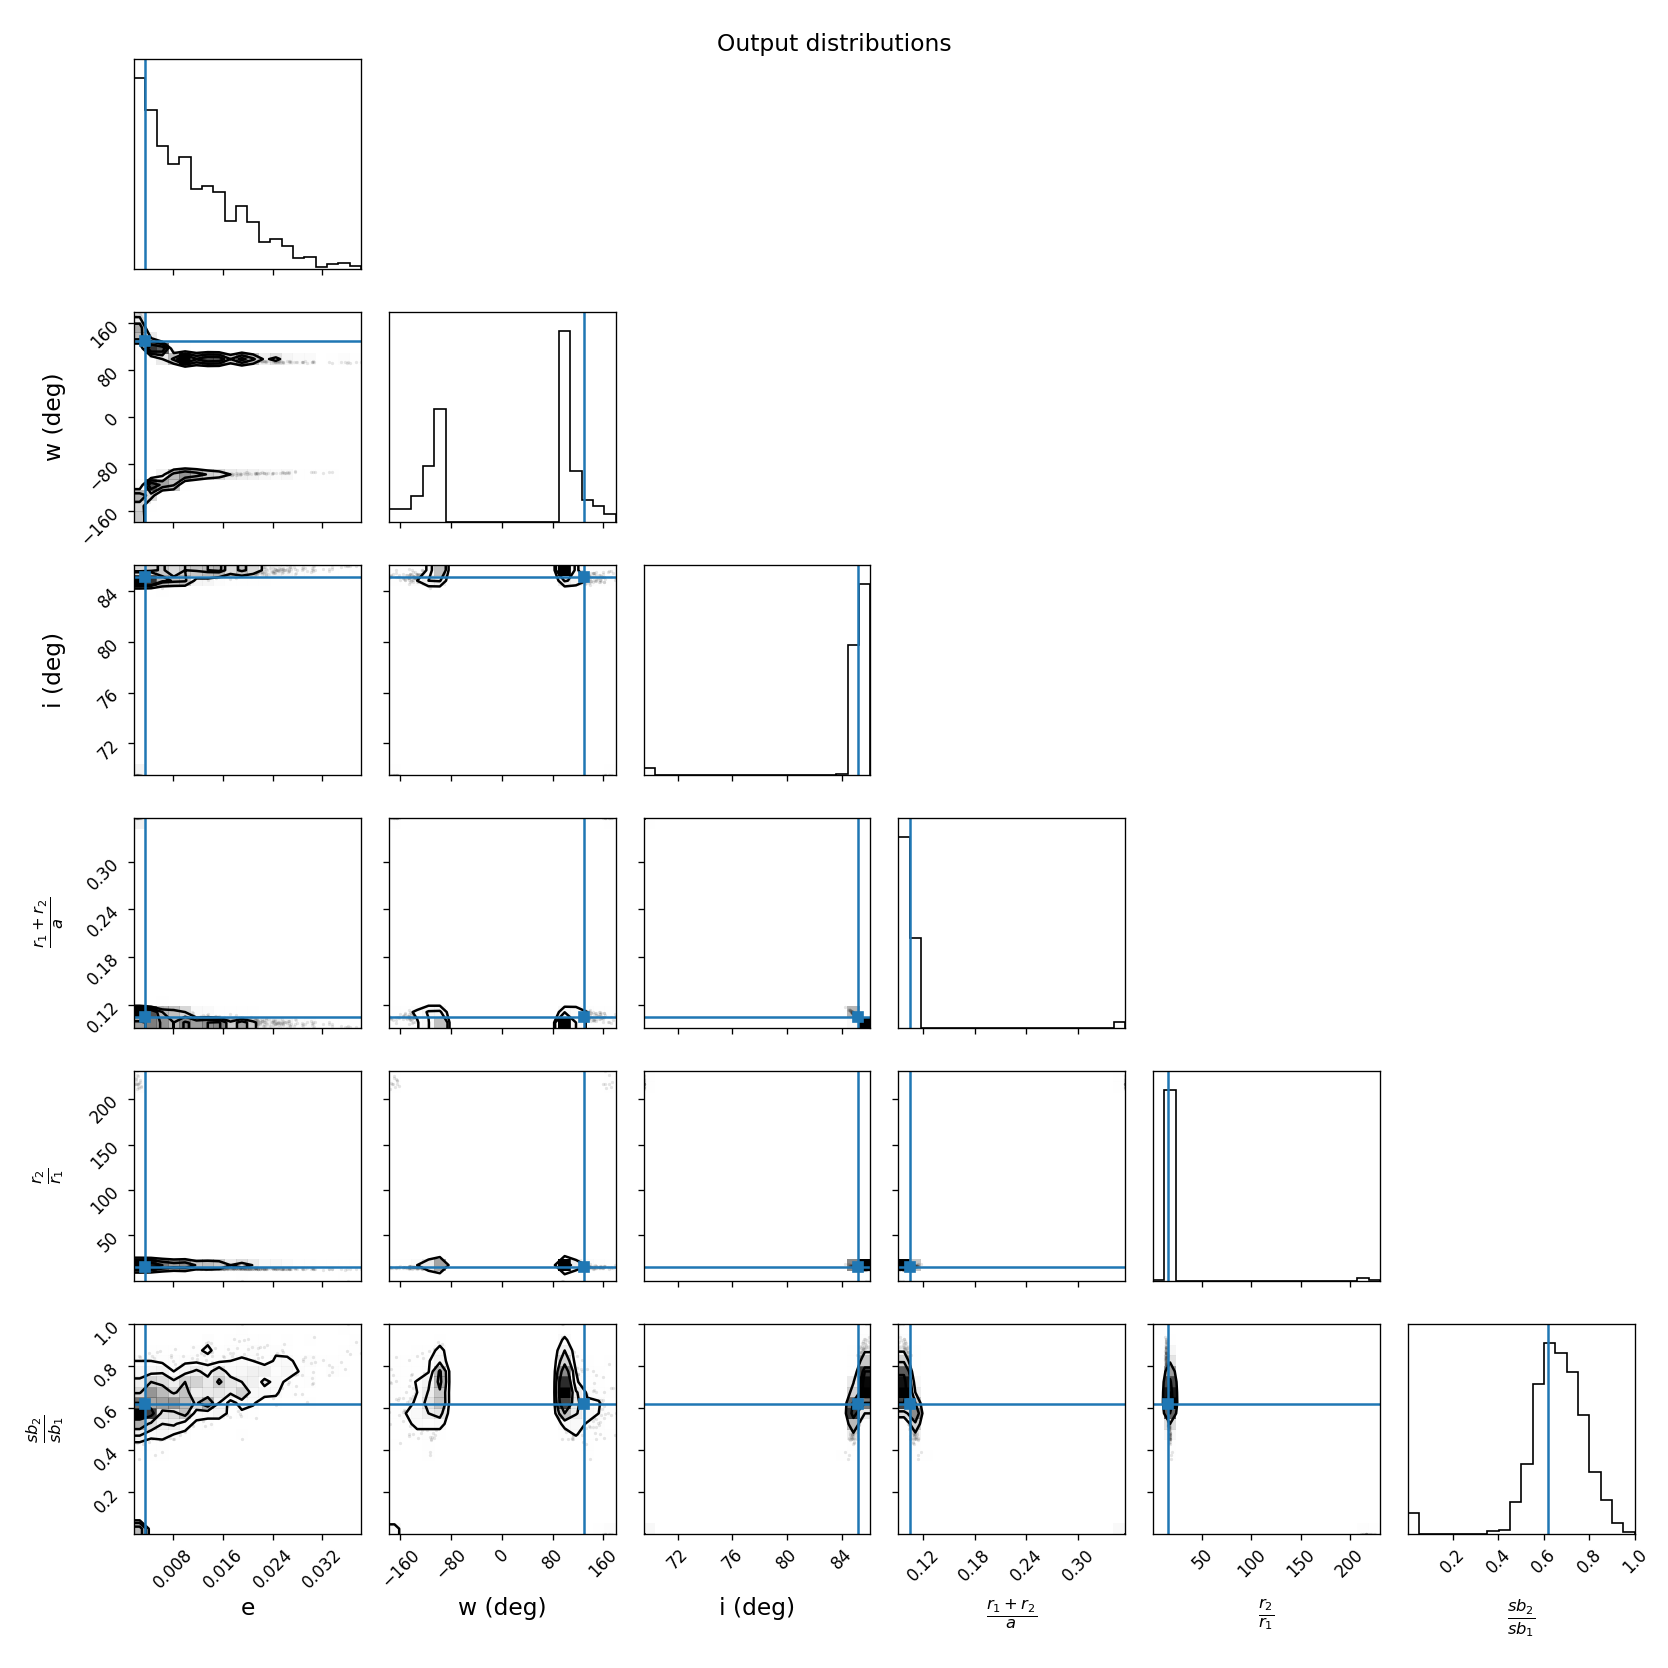 Output distributions
160
80
0
−80
−160
w (deg)
84
80
76
72
i (deg)
0.30
0.24
0.18
0.12
r1 + r2
a
200
150
100
50
r2
r1
1.0
0.8
0.6
0.4
0.2
sb2
sb1
0.008 0.016 0.024 0.032 −160 −80 0 80 160 72 76 80 84 0.12 0.18 0.24 0.30 50 100 150 200 0.2 0.4 0.6 0.8 1.0
e w (deg) i (deg)
r1 + r2
a
r2
r1
sb2
sb1